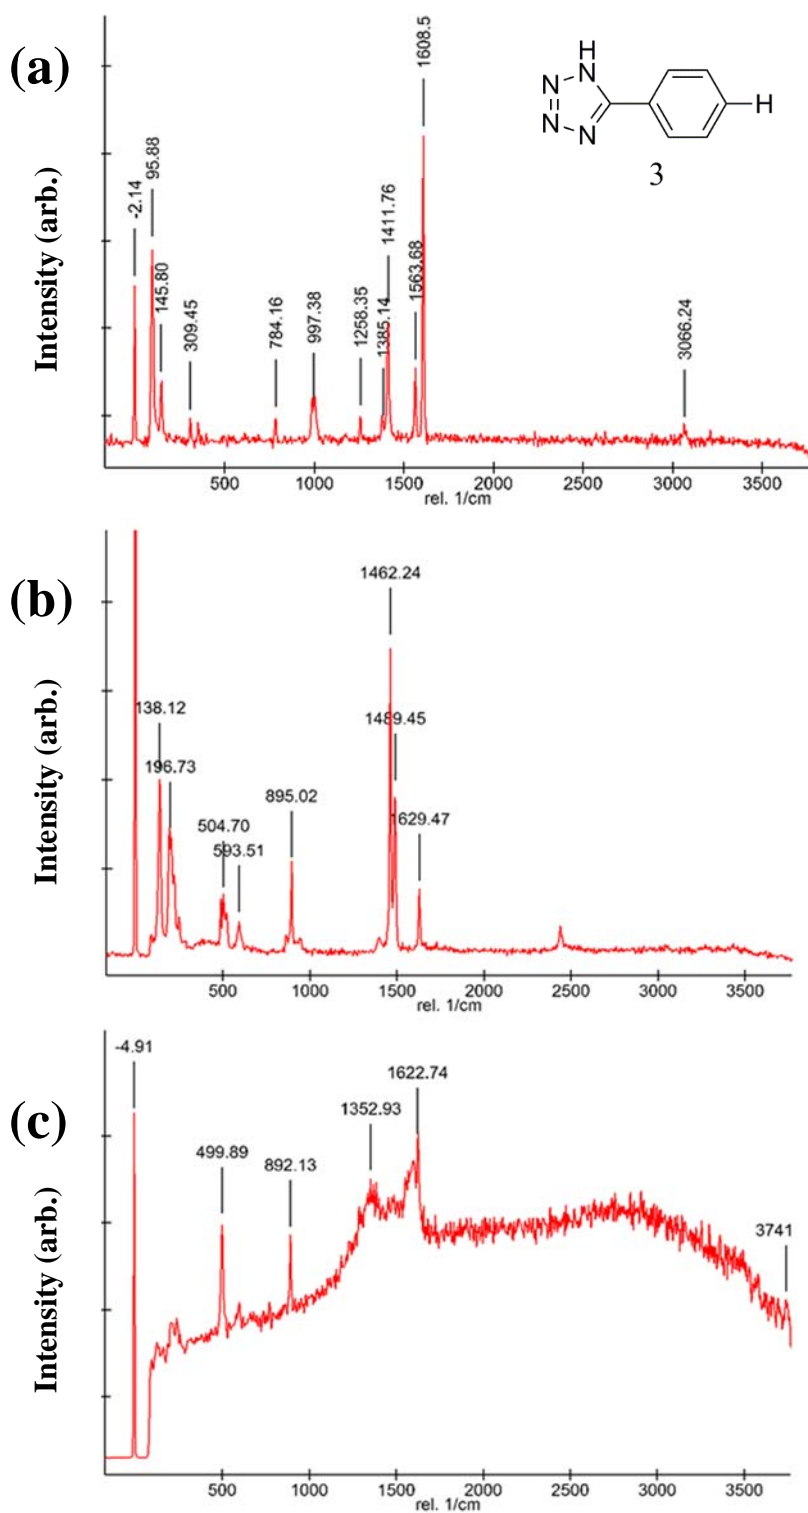 (a)
Intensity (arb.)
-2.14
95.88
145.80
309.45
784.16
997.38
1258.35
1385.14
1411.76
1563.68
1608.5
H
N
N
N
N
H
3
500 1000 1500 2000 2500 3000 3500
rel. 1/cm
3066.24
(b)
Intensity (arb.)
138.12
196.73
504.70
593.51
895.02
1462.24
1489.45
1629.47
500 1000 1500 2000 2500 3000 3500
rel. 1/cm
(c)
Intensity (arb.)
-4.91
499.89
892.13
1352.93
1622.74
3741
500 1000 1500 2000 2500 3000 3500
rel. 1/cm